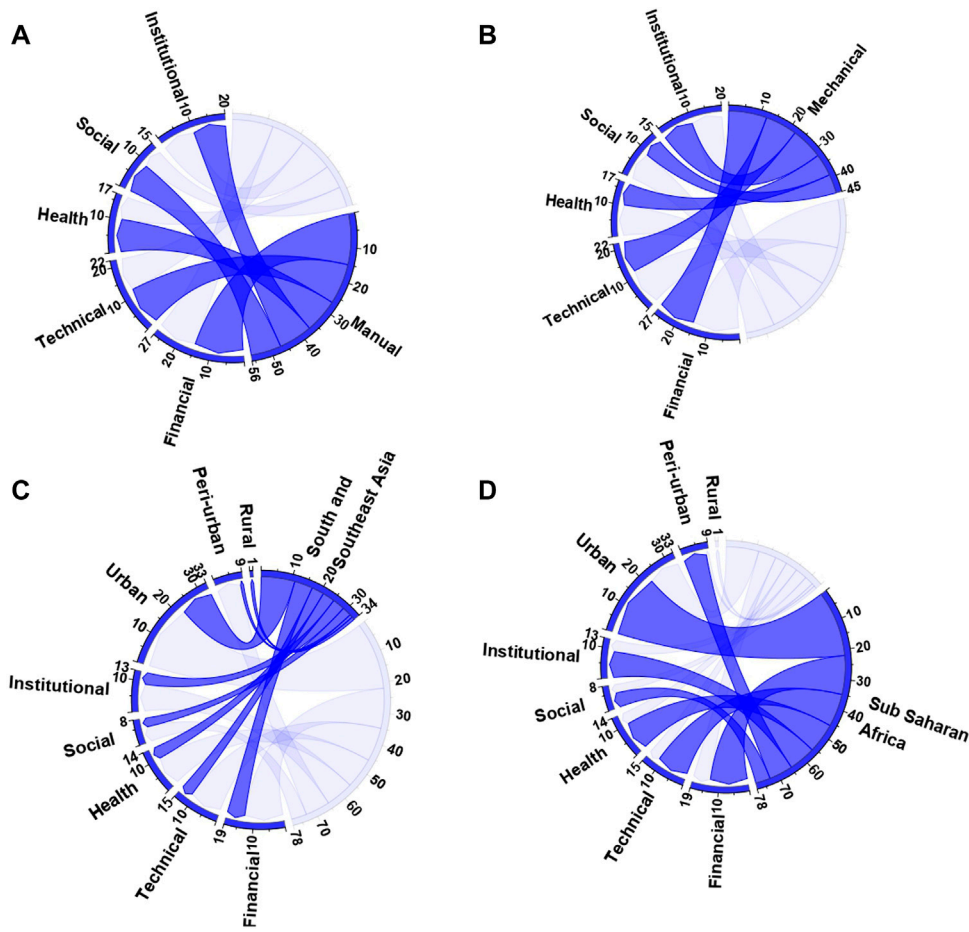 A
Institutional
10
20
15
10
Social
17
Health
10
22
20
Technical
10
27
20
10
Financial
56
50
40
30
Manual
20
10
B
Institutional
10
20
10
20
Mechanical
30
40
45
15
10
Social
17
Health
10
22
20
Technical
10
27
20
10
Financial
C
Peri-urban
Rural
9
1
10
South and
Southeast Asia
20
30
34
Urban
33
30
20
10
13
10
Institutional
8
Social
14
10
Health
15
10
Technical
19
10
Financial
78
70
60
50
40
30
20
10
D
Peri-urban
Rural
9
1
Urban
33
30
20
10
13
10
Institutional
8
Social
14
10
Health
15
10
Technical
19
10
Financial
78
70
60
50
40
Sub Saharan
Africa
30
20
10